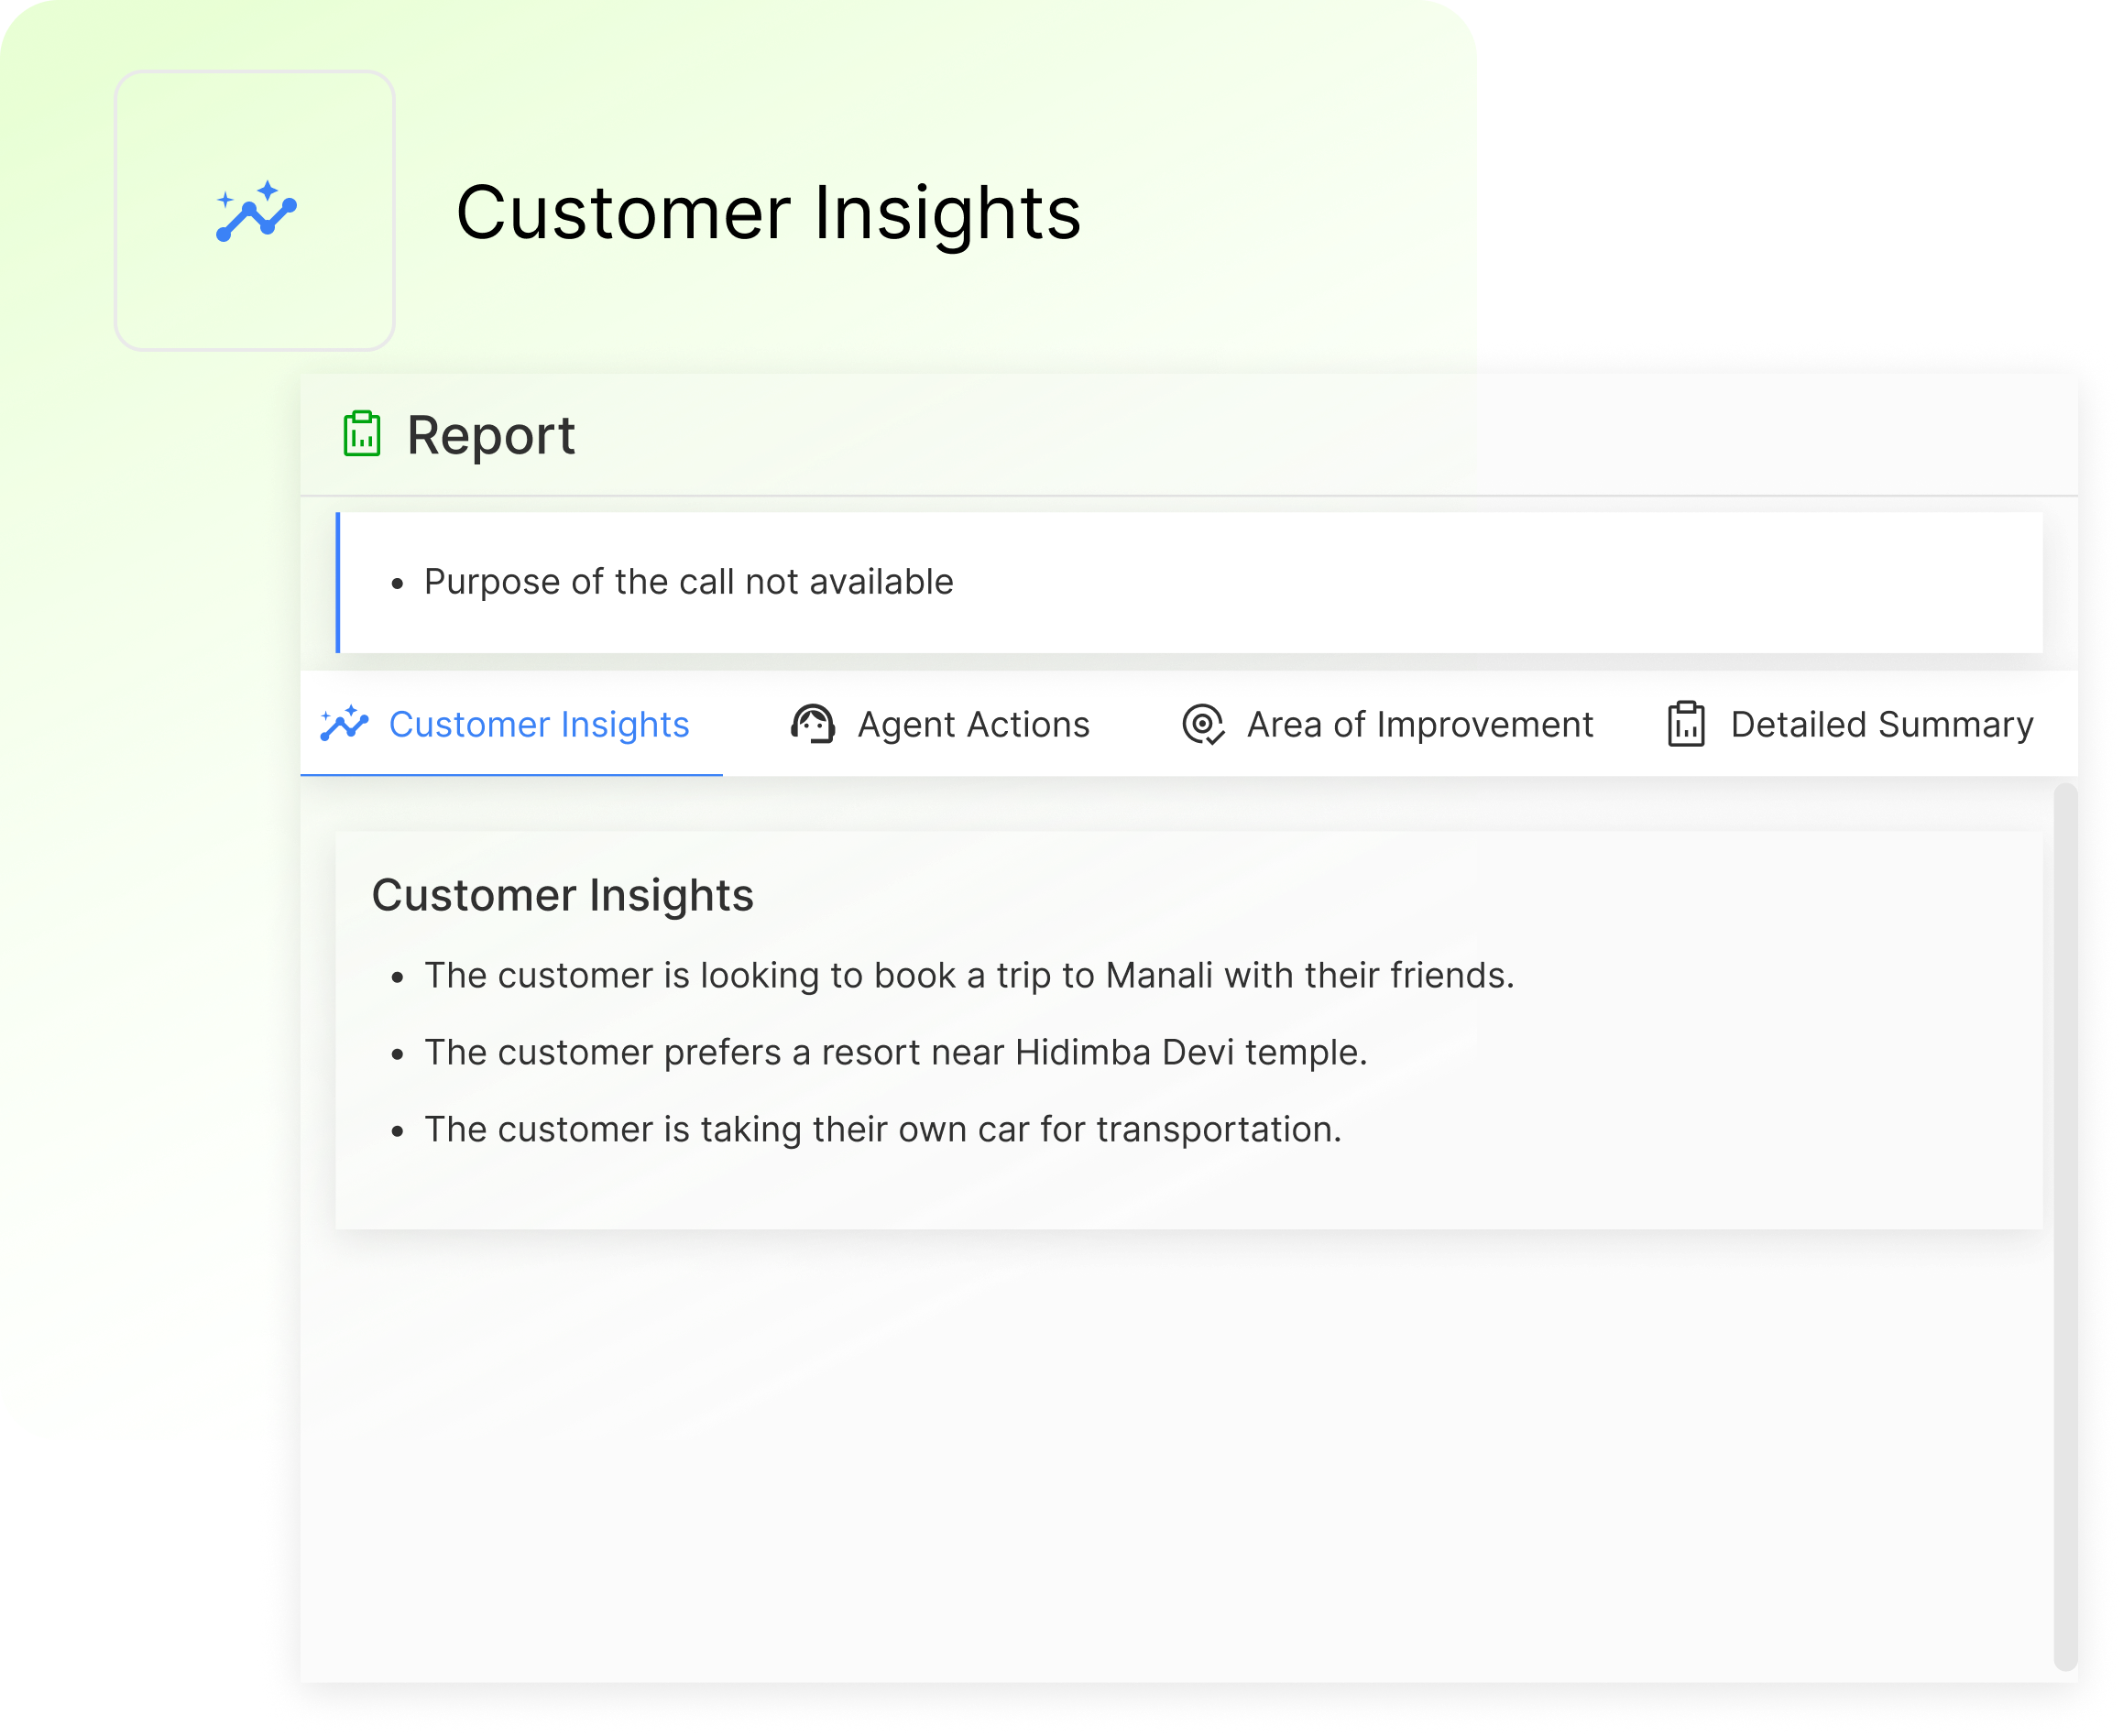 Customer Insights
Report
• Purpose of the call not available
Customer Insights Agent Actions Area of Improvement Detailed Summary
Customer Insights
• The customer is looking to book a trip to Manali with their friends.
• The customer prefers a resort near Hidimba Devi temple.
• The customer is taking their own car for transportation.